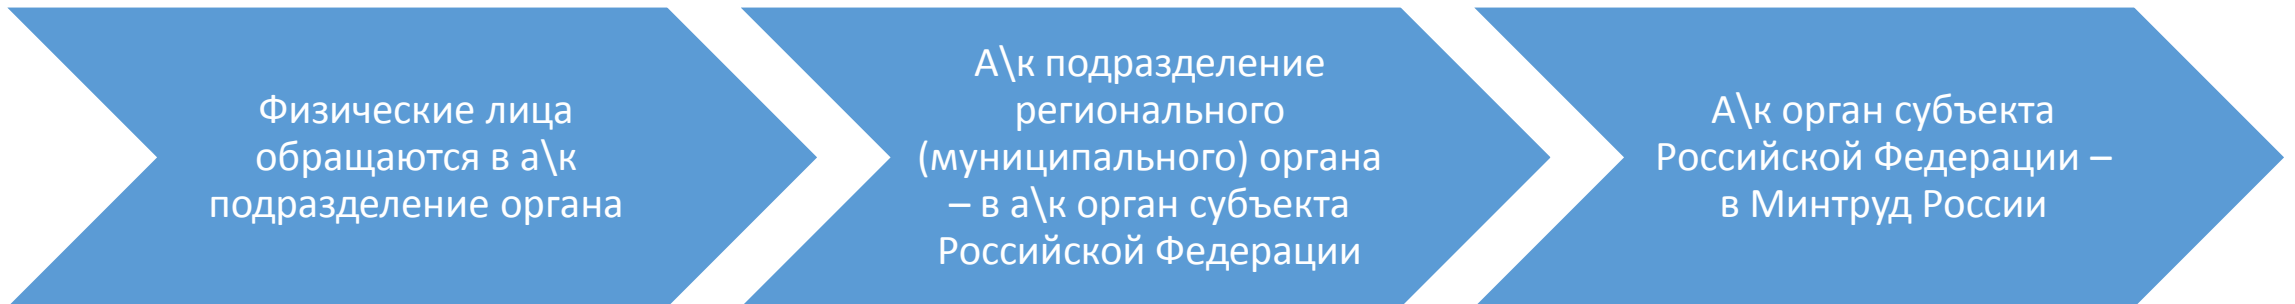 Физические лица
обращаются в а\к
подразделение органа
А\к подразделение
регионального
(муниципального) органа
– в а\к орган субъекта
Российской Федерации
А\к орган субъекта
Российской Федерации –
в Минтруд России